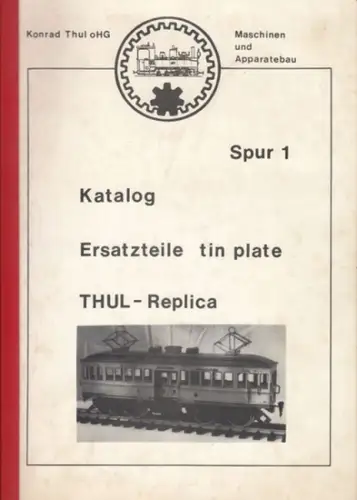 Konrad Thul oHG
Maschinen
und
Apparatebau
Spur 1
Katalog
Ersatzteile tin plate
THUL-Replica